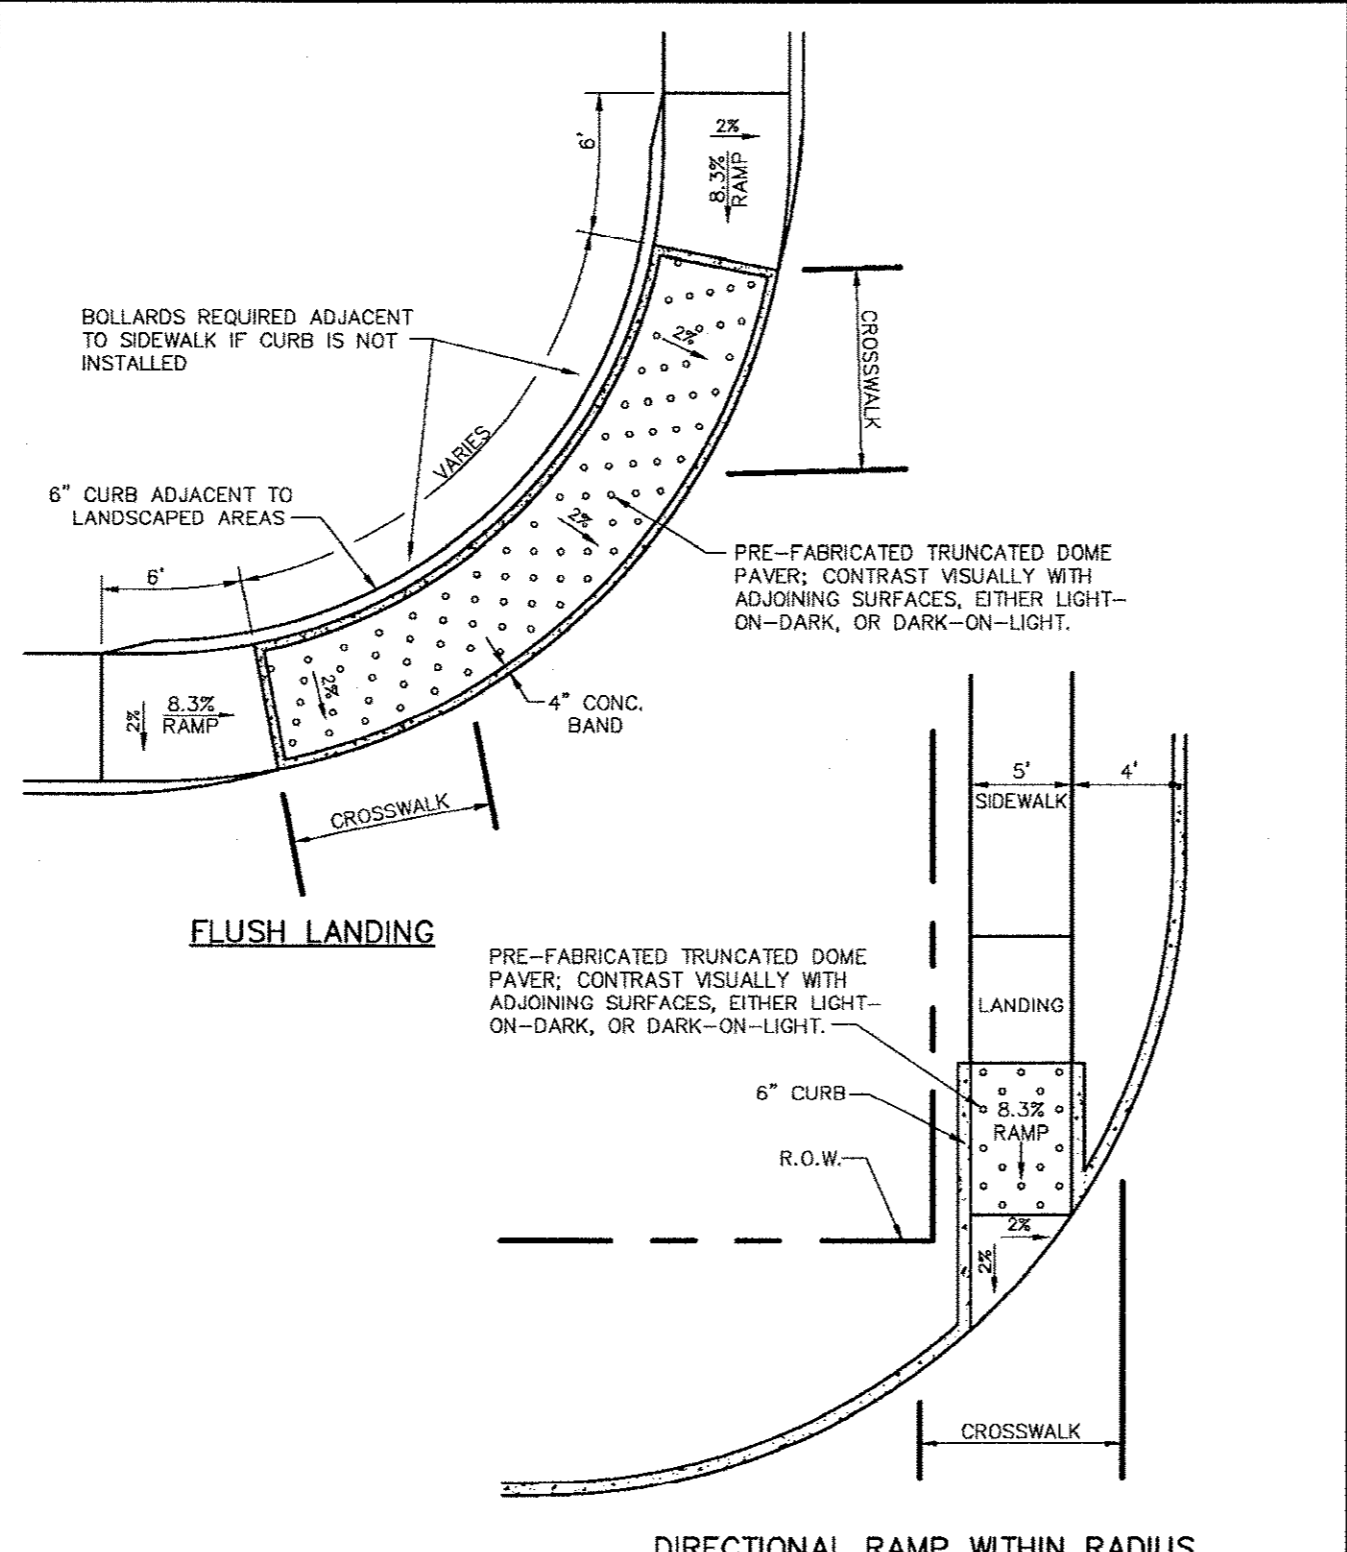 6'
2%
8.3%
RAMP
BOLLARDS REQUIRED ADJACENT
TO SIDEWALK IF CURB IS NOT
INSTALLED
2%
CROSSWALK
VARIES
6" CURB ADJACENT TO
LANDSCAPED AREAS
2%
PRE-FABRICATED TRUNCATED DOME
PAVER; CONTRAST VISUALLY WITH
ADJOINING SURFACES, EITHER LIGHT-
ON-DARK, OR DARK-ON-LIGHT.
6'
2%
8.3%
RAMP
2%
4" CONC.
BAND
CROSSWALK
FLUSH LANDING
5'
SIDEWALK
4'
PRE-FABRICATED TRUNCATED DOME
PAVER; CONTRAST VISUALLY WITH
ADJOINING SURFACES, EITHER LIGHT-
ON-DARK, OR DARK-ON-LIGHT.
LANDING
6" CURB
8.3%
RAMP
R.O.W.
2%
2%
CROSSWALK
DIRECTIONAL RAMP WITHIN RADIUS